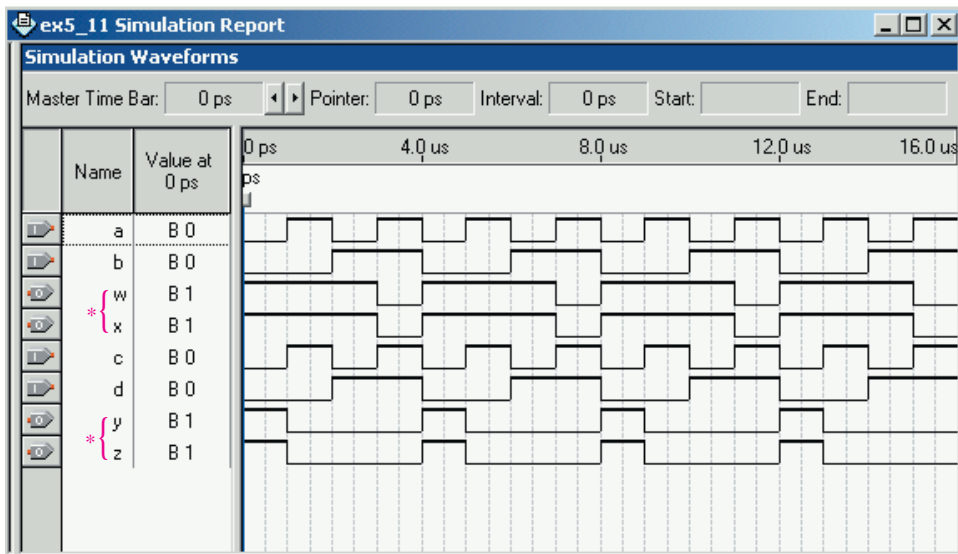 ex5_11 Simulation Report
Simulation Waveforms
Master Time Bar: 0 ps Pointer: 0 ps Interval: 0 ps Start: End:
Name Value at 0 ps 0 ps 4.0 us 8.0 us 12.0 us 16.0 us
ps
a B 0
b B 0
* w B 1
x B 1
c B 0
d B 0
* y B 1
z B 1